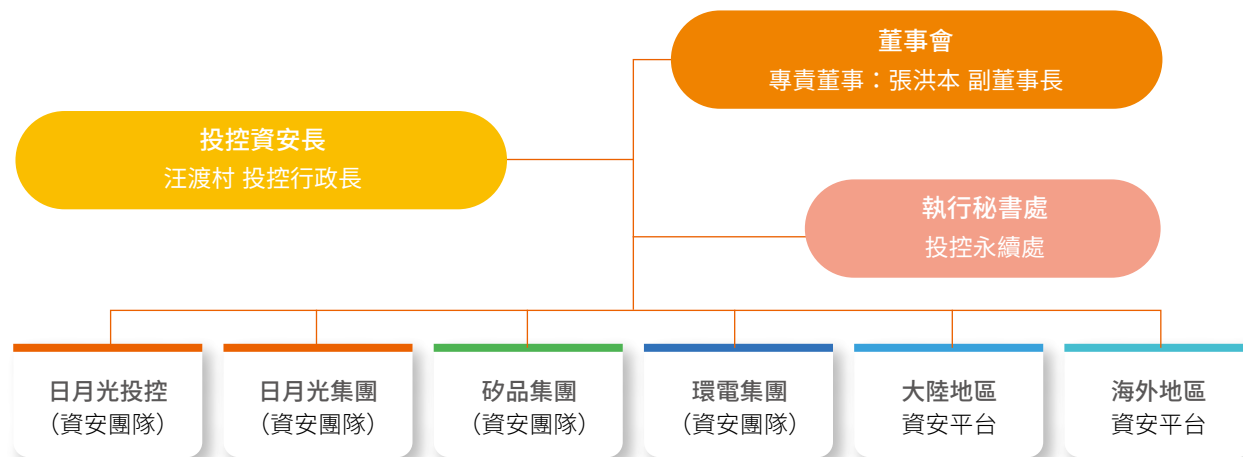 董事會
專責董事：張洪本 副董事長
投控資安長
汪渡村 投控行政長
執行秘書處
投控永續處
日月光投控
（資安團隊）
日月光集團
（資安團隊）
矽品集團
（資安團隊）
環電集團
（資安團隊）
大陸地區
資安平台
海外地區
資安平台